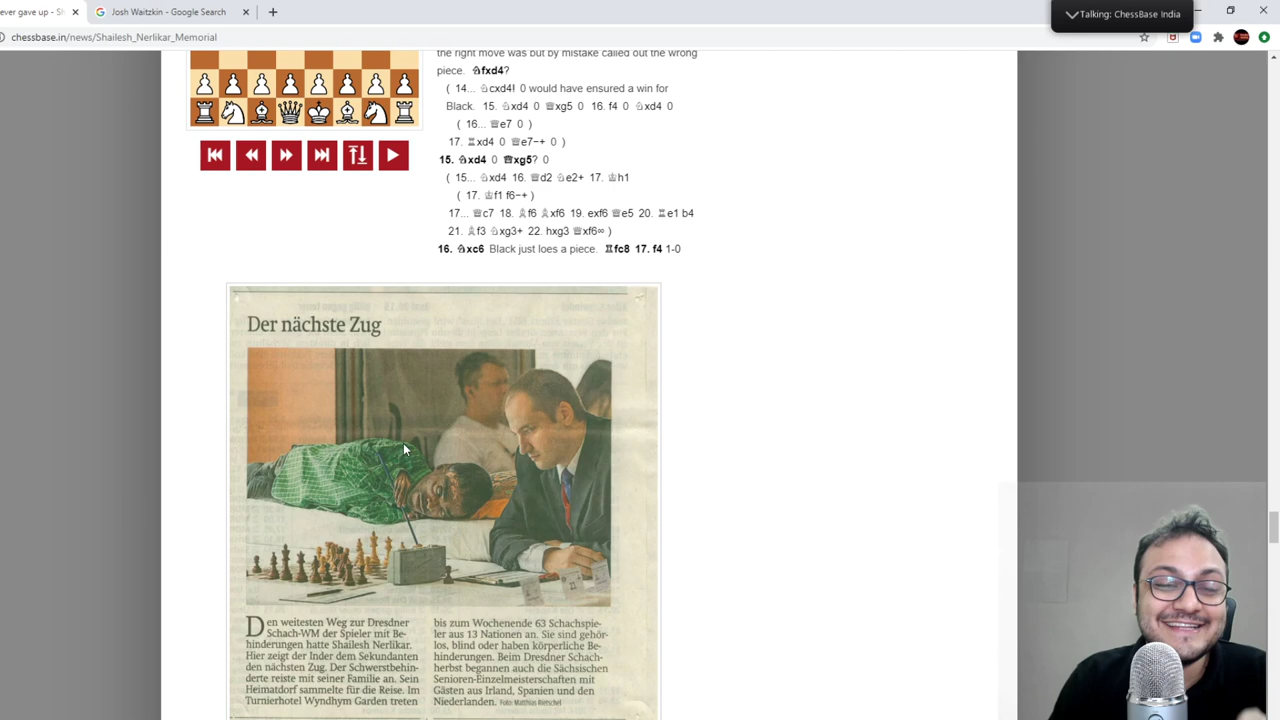 ever gave up - Sh
Josh Waitzkin - Google Search
Talking: ChessBase India
chessbase.in/news/Shailesh_Nerlikar_Memorial
the right move was but by mistake called out the wrong
piece. ♘fxd4?
( 14... ♘cxd4! 0 would have ensured a win for
Black. 15. ♘xd4 0 ♕xg5 0 16. f4 0 ♘xd4 0
( 16... ♕e7 0 )
17. ♖xd4 0 ♕e7−+ 0 )
15. ♘xd4 0 ♕xg5? 0
( 15... ♘xd4 16. ♕d2 ♘e2+ 17. ♔h1
( 17. ♔f1 f6−+ )
17... ♕c7 18. ♗f6 ♗xf6 19. exf6 ♕e5 20. ♖e1 b4
21. ♗f3 ♘xg3+ 22. hxg3 ♕xf6∞ )
16. ♘xc6 Black just loes a piece. ♖fc8 17. f4 1-0
Der nächste Zug
Den weitesten Weg zur Dresdner
Schach-WM der Spieler mit Be-
hinderungen hatte Shailesh Nerlikar.
Hier zeigt der Inder dem Sekundanten
den nächsten Zug. Der Schwerstbehin-
derte reiste mit seiner Familie an. Sein
Heimatdorf sammelte für die Reise. Im
Turnierhotel Wyndhym Garden treten
bis zum Wochenende 63 Schachspie-
ler aus 13 Nationen an. Sie sind gehör-
los, blind oder haben körperliche Be-
hinderungen. Beim Dresdner Schach-
herbst begannen auch die Sächsischen
Senioren-Einzelmeisterschaften mit
Gästen aus Irland, Spanien und den
Niederlanden. Foto: Matthias Rietschel